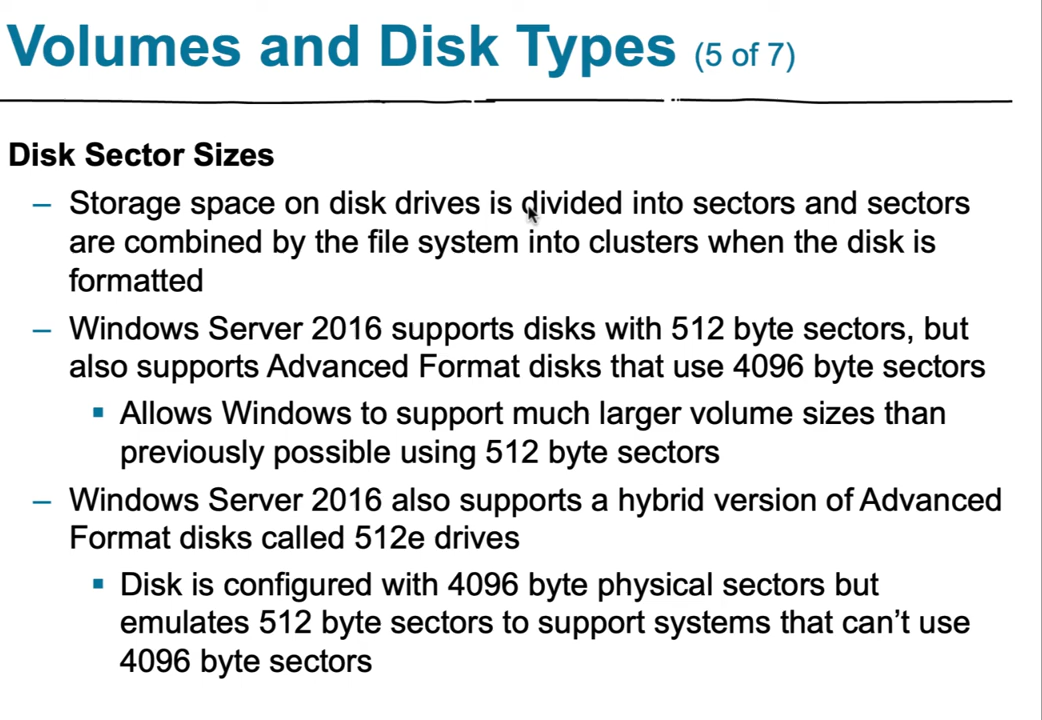 Volumes and Disk Types (5 of 7)
Disk Sector Sizes
– Storage space on disk drives is divided into sectors and sectors
are combined by the file system into clusters when the disk is
formatted
– Windows Server 2016 supports disks with 512 byte sectors, but
also supports Advanced Format disks that use 4096 byte sectors
▪ Allows Windows to support much larger volume sizes than
previously possible using 512 byte sectors
– Windows Server 2016 also supports a hybrid version of Advanced
Format disks called 512e drives
▪ Disk is configured with 4096 byte physical sectors but
emulates 512 byte sectors to support systems that can’t use
4096 byte sectors